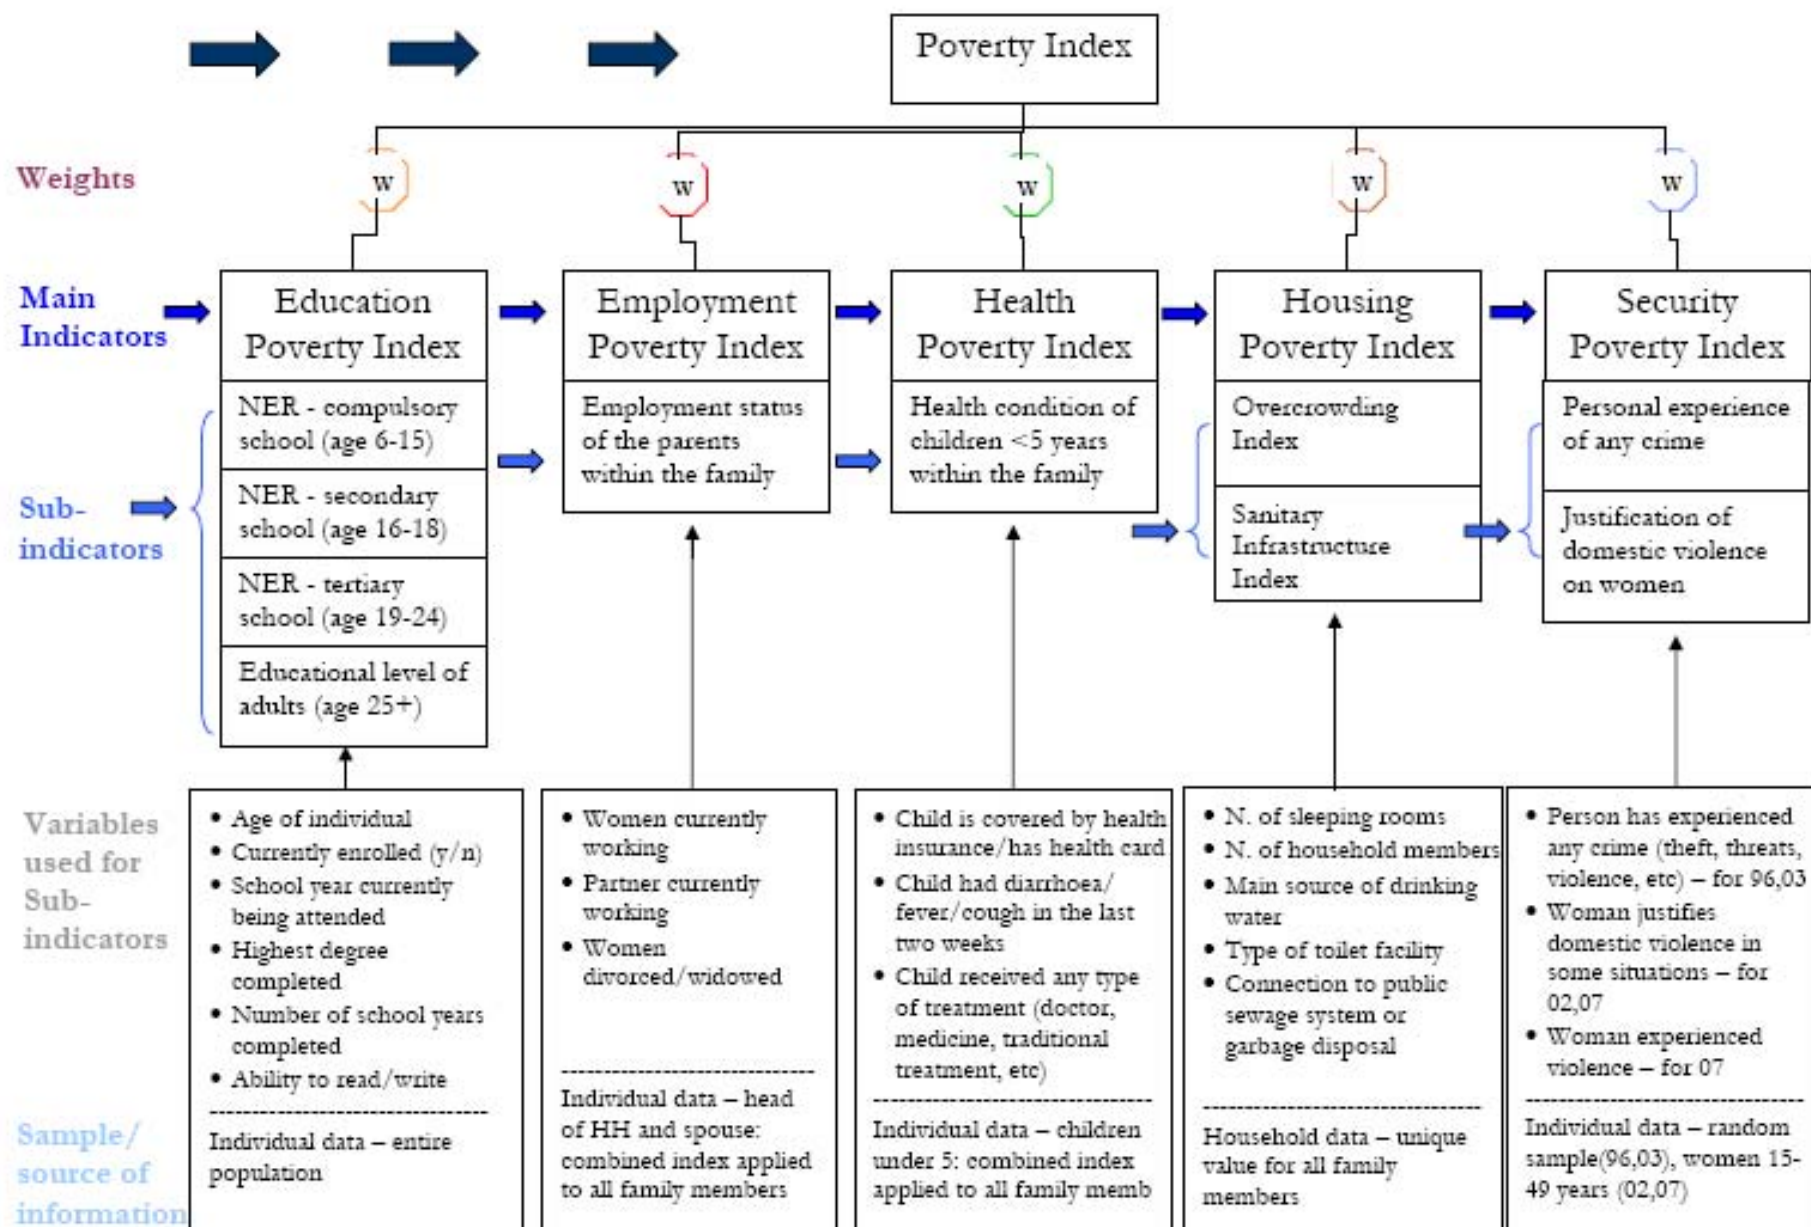 Poverty Index
Weights
w
w
w
w
w
Main
Indicators
Education
Poverty Index
Employment
Poverty Index
Health
Poverty Index
Housing
Poverty Index
Security
Poverty Index
Sub-
indicators
NER - compulsory
school (age 6-15)
NER - secondary
school (age 16-18)
NER - tertiary
school (age 19-24)
Educational level of
adults (age 25+)
Employment status
of the parents
within the family
Health condition of
children <5 years
within the family
Overcrowding
Index
Sanitary
Infrastructure
Index
Personal experience
of any crime
Justification of
domestic violence
on women
Variables
used for
Sub-
indicators
• Age of individual
• Currently enrolled (y/n)
• School year currently
being attended
• Highest degree
completed
• Number of school years
completed
• Ability to read/write
• Women currently
working
• Partner currently
working
• Women
divorced/widowed
• Child is covered by health
insurance/has health card
• Child had diarrhoea/
fever/cough in the last
two weeks
• Child received any type
of treatment (doctor,
medicine, traditional
treatment, etc)
• N. of sleeping rooms
• N. of household members
• Main source of drinking
water
• Type of toilet facility
• Connection to public
sewage system or
garbage disposal
• Person has experienced
any crime (theft, threats,
violence, etc) – for 96,03
• Woman justifies
domestic violence in
some situations – for
02,07
• Woman experienced
violence – for 07
Sample/
source of
information
Individual data – entire
population
Individual data – head
of HH and spouse:
combined index applied
to all family members
Individual data – children
under 5: combined index
applied to all family memb
Household data – unique
value for all family
members
Individual data – random
sample(96,03), women 15-
49 years (02,07)